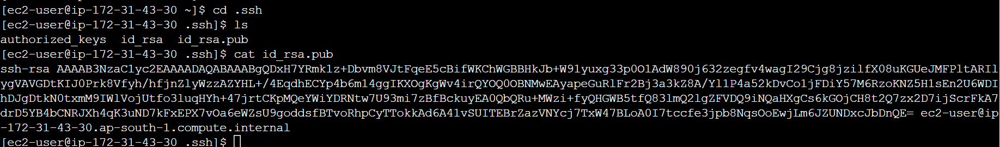 [ec2-user@ip-172-31-43-30 ~]$ cd .ssh
[ec2-user@ip-172-31-43-30 .ssh]$ ls
authorized_keys  id_rsa  id_rsa.pub
[ec2-user@ip-172-31-43-30 .ssh]$ cat id_rsa.pub
ssh-rsa AAAAB3NzaC1yc2EAAAADAQABAAABgQDxH7YRmk1z+Dbvm8VJtFqeE5cBifWKChWGBBHkJb+W91yuxg33p0O1AdW890j632zegfv4wagI29Cjg8jzilfX08uKGUeJMFPltARIl
ygVAVGDtKIJ0Prk8Vfyh/hfjnZlyWzzAZYHL+/4EqdhECYp4b6m14ggIKXOgKgWv4irQYOQ0OBNMwEAyapeGuRlFr2Bj3a3kZ8A/Yl1P4a52kDvCo1jFDiY57M6RzoKNZ5H1sEn2U6WDI
hDJgDtkN0txmM9IWlVojUtfo3luqHYh+47jrtCKpMQeYWiYDRNtw7U93mi7zBfBckuyEA0QbQRu+MWzi+fyQHGWB5tfQ83lmQ2lgZFVDQ9iNQaHXgCs6kGOjCH8t2Q7zx2D7ijScrFkA7
drD5YB4bCNRJXh4qK3uND7kFxEPX7vOa6eWZsU9goddsfBTvoRhpCyTTokkAd6A41vSUITEBrZazVNYcj7TxW47BLoA0I7tccfe3jpb8NqsOoEwjLm6JZUNDxcJbDnQE= ec2-user@ip
-172-31-43-30.ap-south-1.compute.internal
[ec2-user@ip-172-31-43-30 .ssh]$